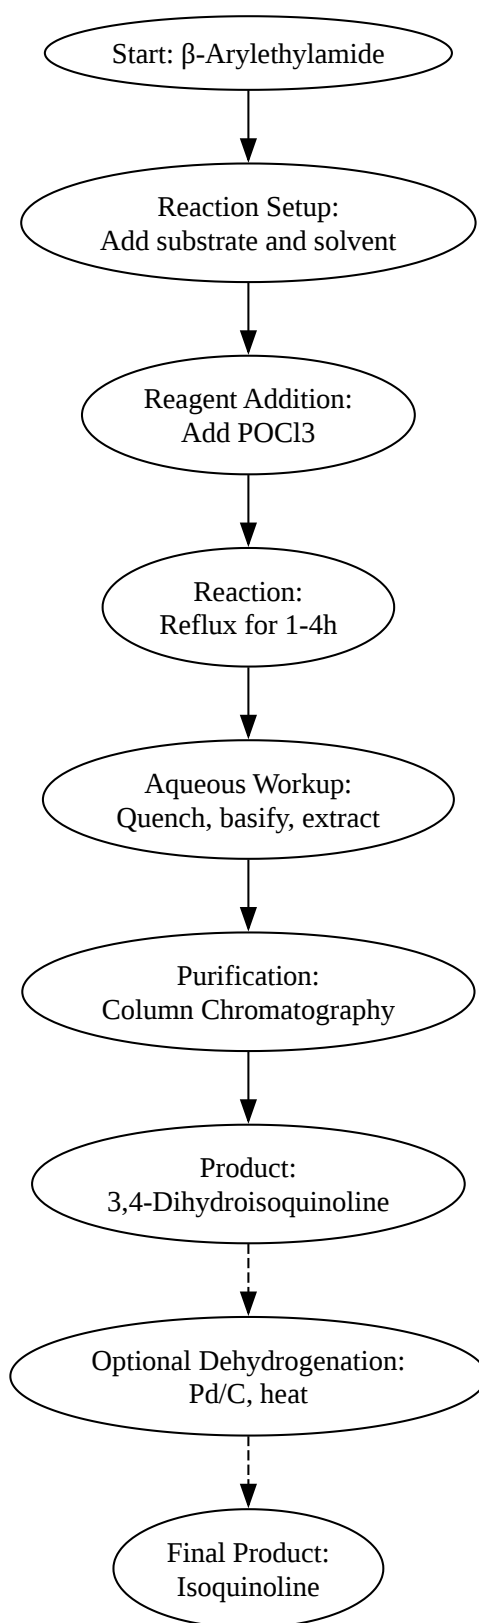 Start: β-Arylethylamide
Reaction Setup:
Add substrate and solvent
Reagent Addition:
Add POCl3
Reaction:
Reflux for 1-4h
Aqueous Workup:
Quench, basify, extract
Purification:
Column Chromatography
Product:
3,4-Dihydroisoquinoline
Optional Dehydrogenation:
Pd/C, heat
Final Product:
Isoquinoline